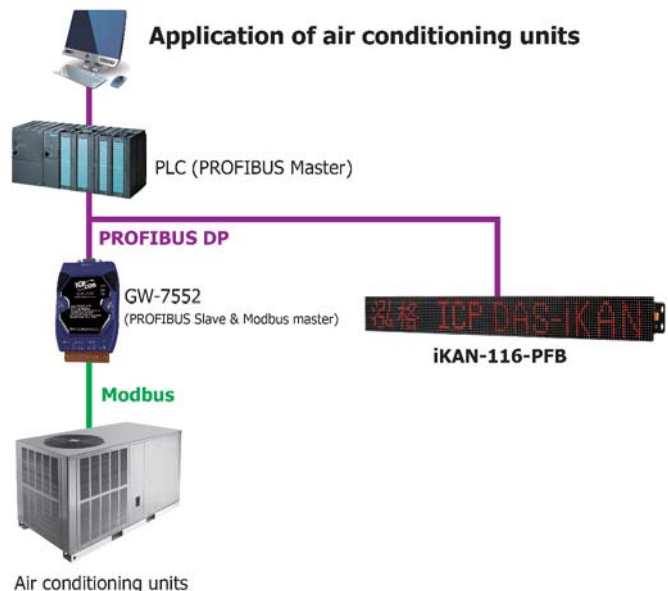 Application of air conditioning units
PLC (PROFIBUS Master)
PROFIBUS DP
GW-7552
(PROFIBUS Slave & Modbus master)
泓格 ICP DAS-iKAN
iKAN-116-PFB
Modbus
Air conditioning units